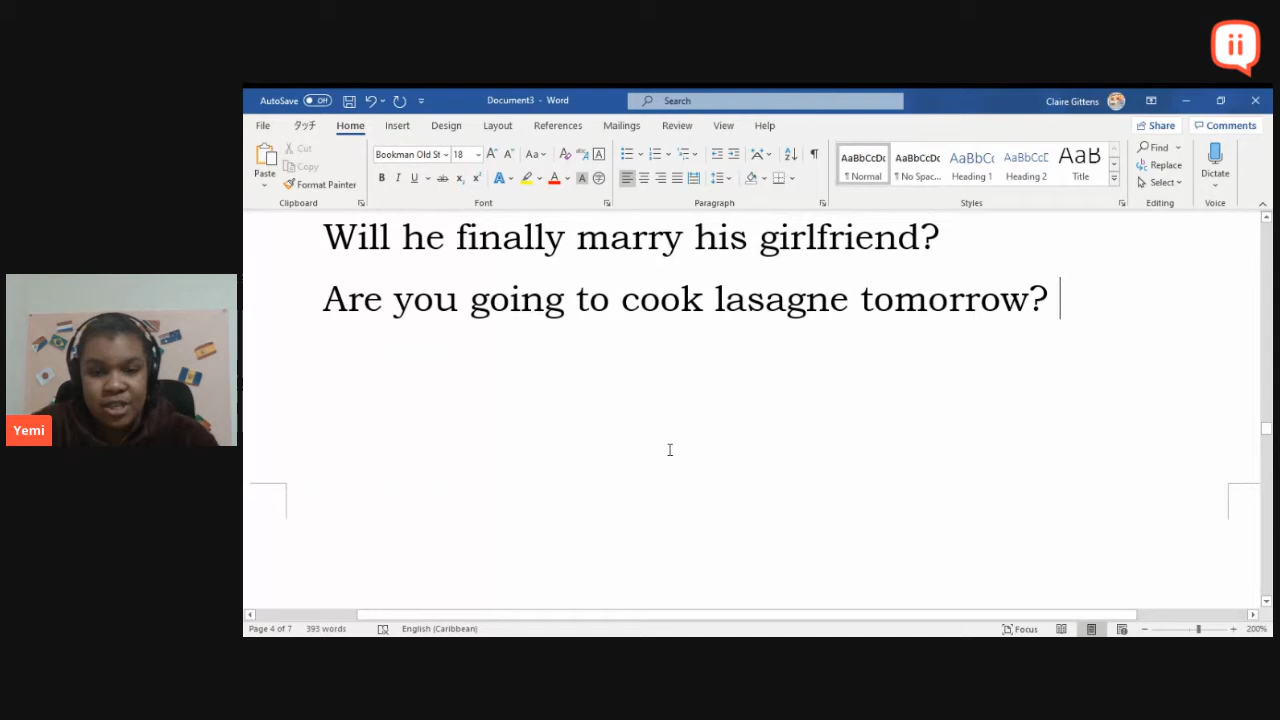 ii
AutoSave Off Document3 - Word Search Claire Gittens
File タッチ Home Insert Design Layout References Mailings Review View Help Share Comments
Paste Cut Copy Format Painter Clipboard
Bookman Old St 18 Font
Paragraph
AaBbCcDc Normal AaBbCcDc No Spac... AaBbCc Heading 1 AaBbCcD Heading 2 AaB Title Styles
Find Replace Select Editing
Dictate Voice
Will he finally marry his girlfriend?
Are you going to cook lasagne tomorrow?
Yemi
Page 4 of 7 393 words English (Caribbean) Focus 200%